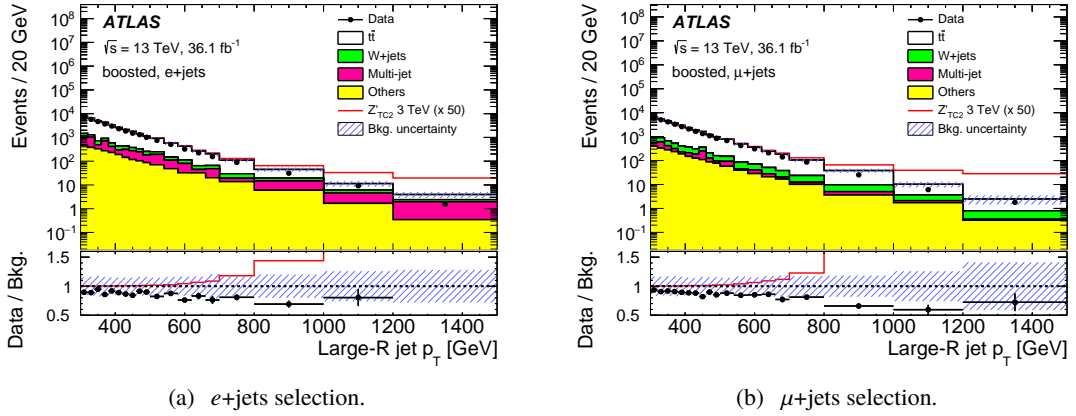 Events / 20 GeV
10⁸
10⁷
10⁶
10⁵
10⁴
10³
10²
10
1
10⁻¹
ATLAS
√s = 13 TeV, 36.1 fb⁻¹
boosted, e+jets
Data
tt̄
W+jets
Multi-jet
Others
Z'TC2 3 TeV (x 50)
Bkg. uncertainty
Data / Bkg.
1.5
1
0.5
400 600 800 1000 1200 1400
Large-R jet pT [GeV]
(a) e+jets selection.
Events / 20 GeV
10⁸
10⁷
10⁶
10⁵
10⁴
10³
10²
10
1
10⁻¹
ATLAS
√s = 13 TeV, 36.1 fb⁻¹
boosted, μ+jets
Data
tt̄
W+jets
Multi-jet
Others
Z'TC2 3 TeV (x 50)
Bkg. uncertainty
Data / Bkg.
1.5
1
0.5
400 600 800 1000 1200 1400
Large-R jet pT [GeV]
(b) μ+jets selection.